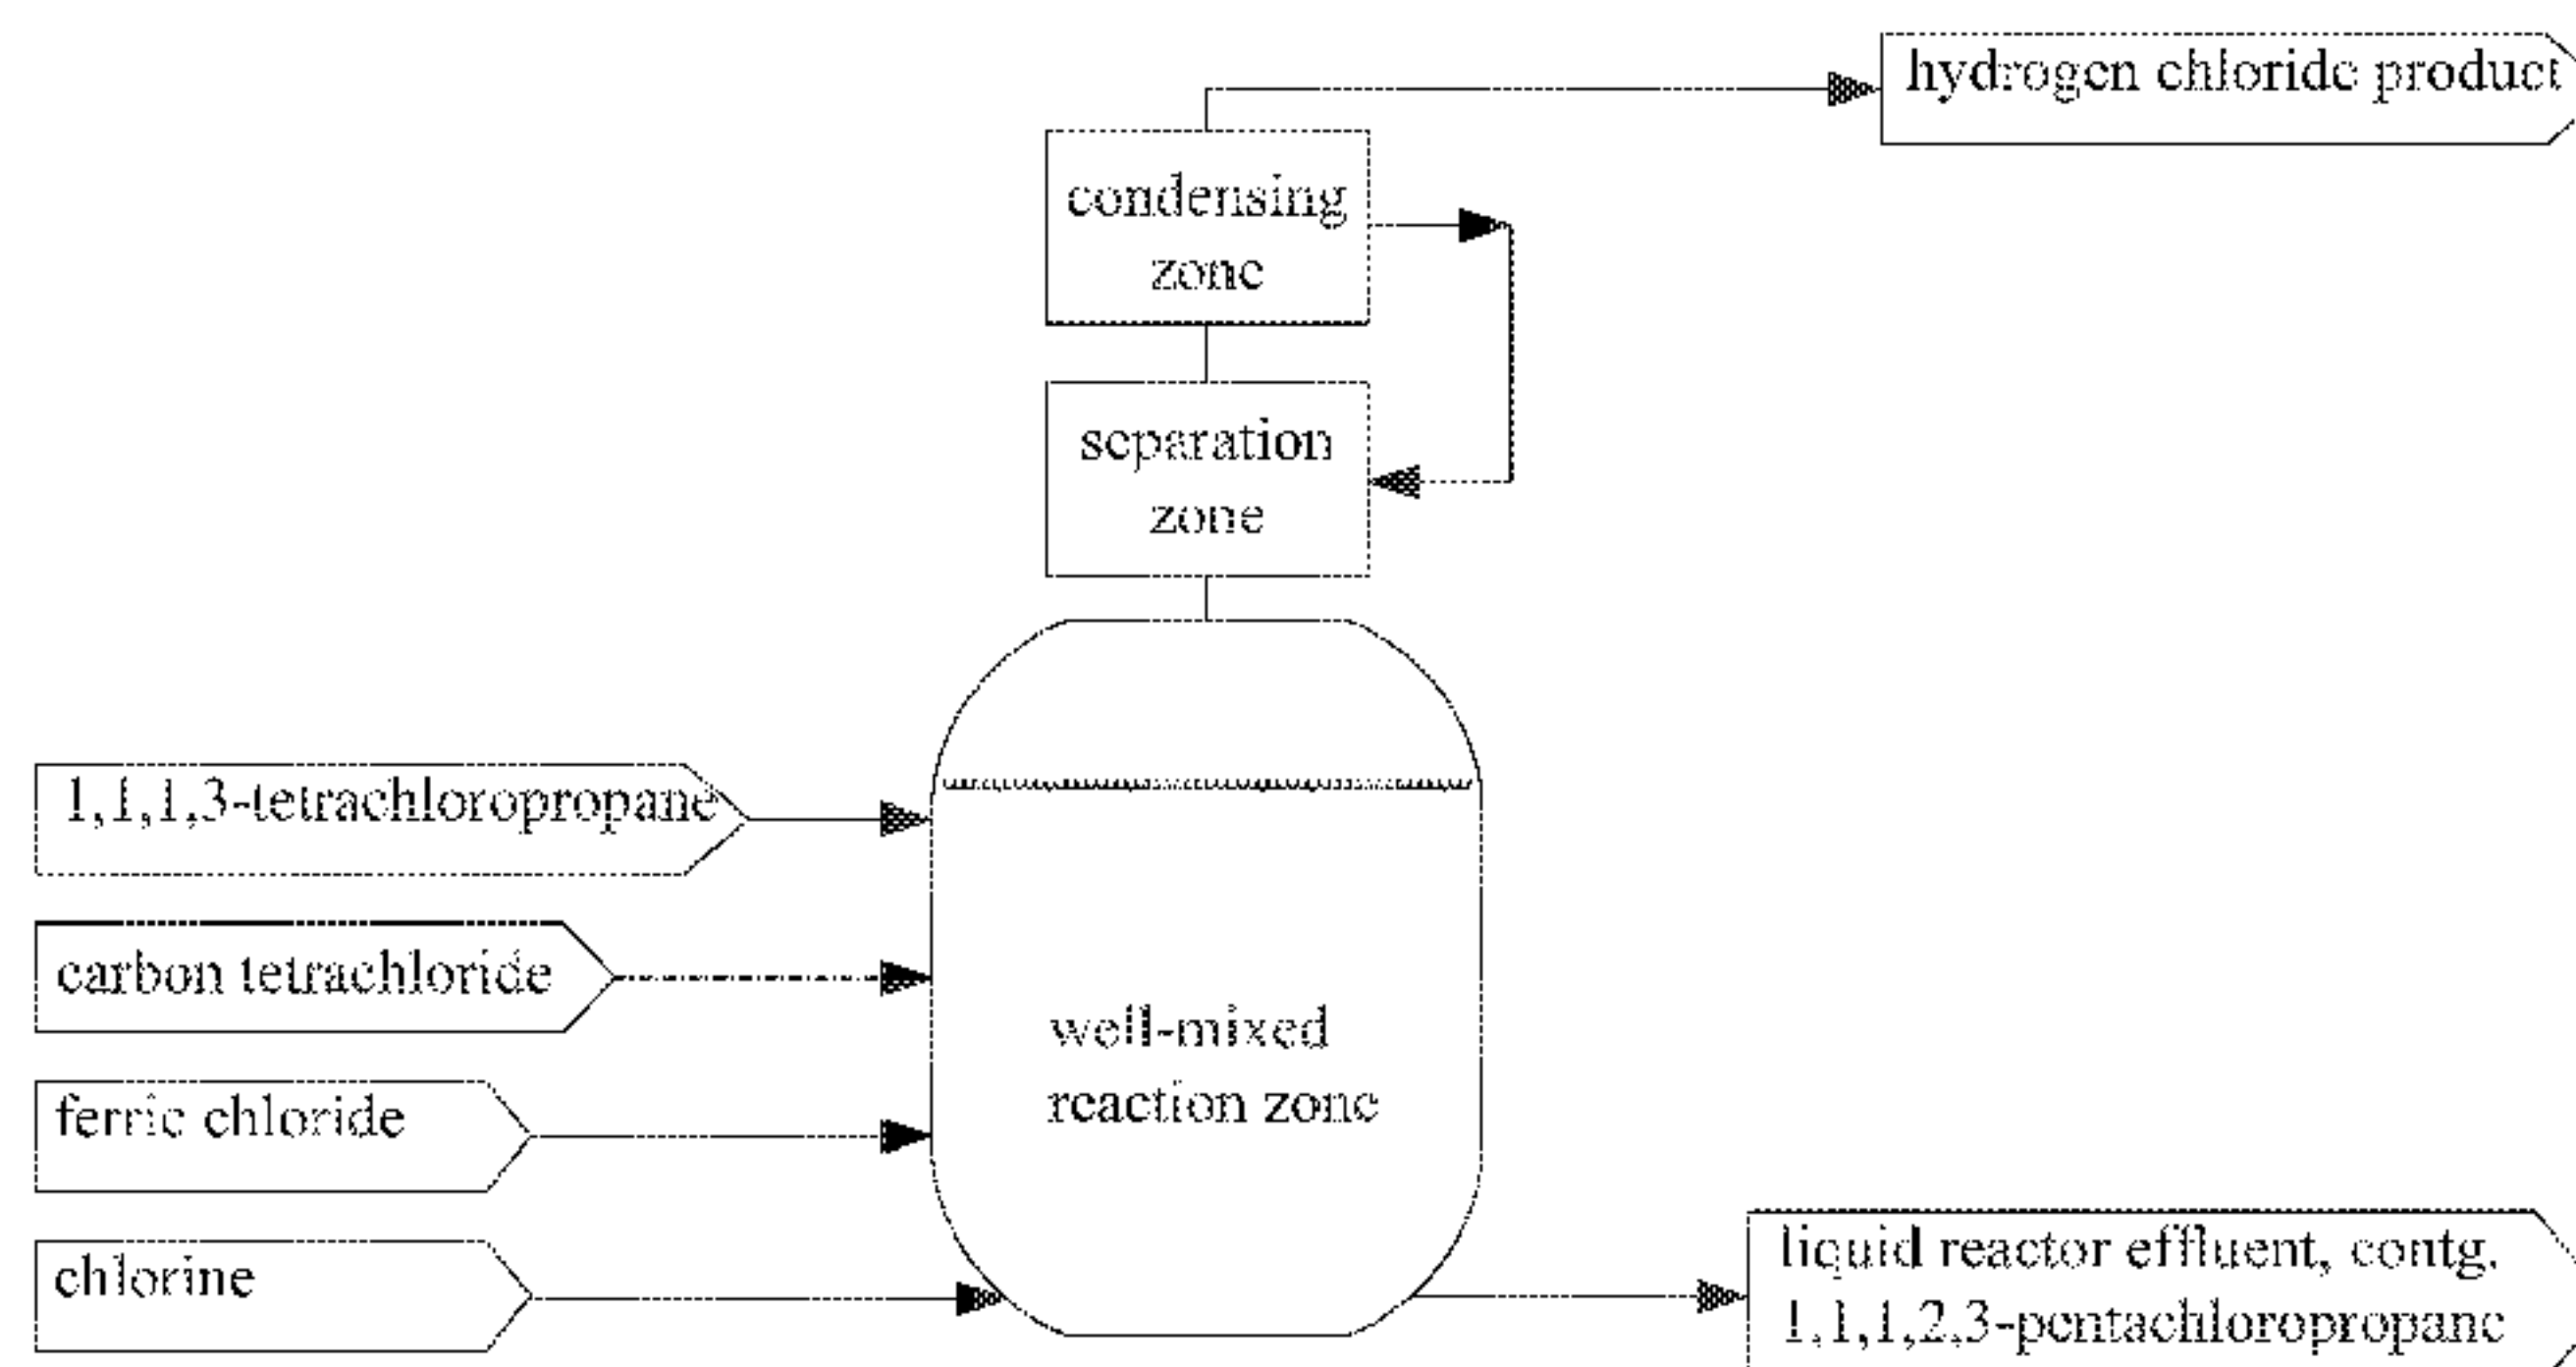 hydrogen chloride product
condensing
zone
separation
zone
1,1,1,3-tetrachloropropane
carbon tetrachloride
well-mixed
reaction zone
ferric chloride
chlorine
liquid reactor effluent, contg.
1,1,1,2,3-pentachloropropane